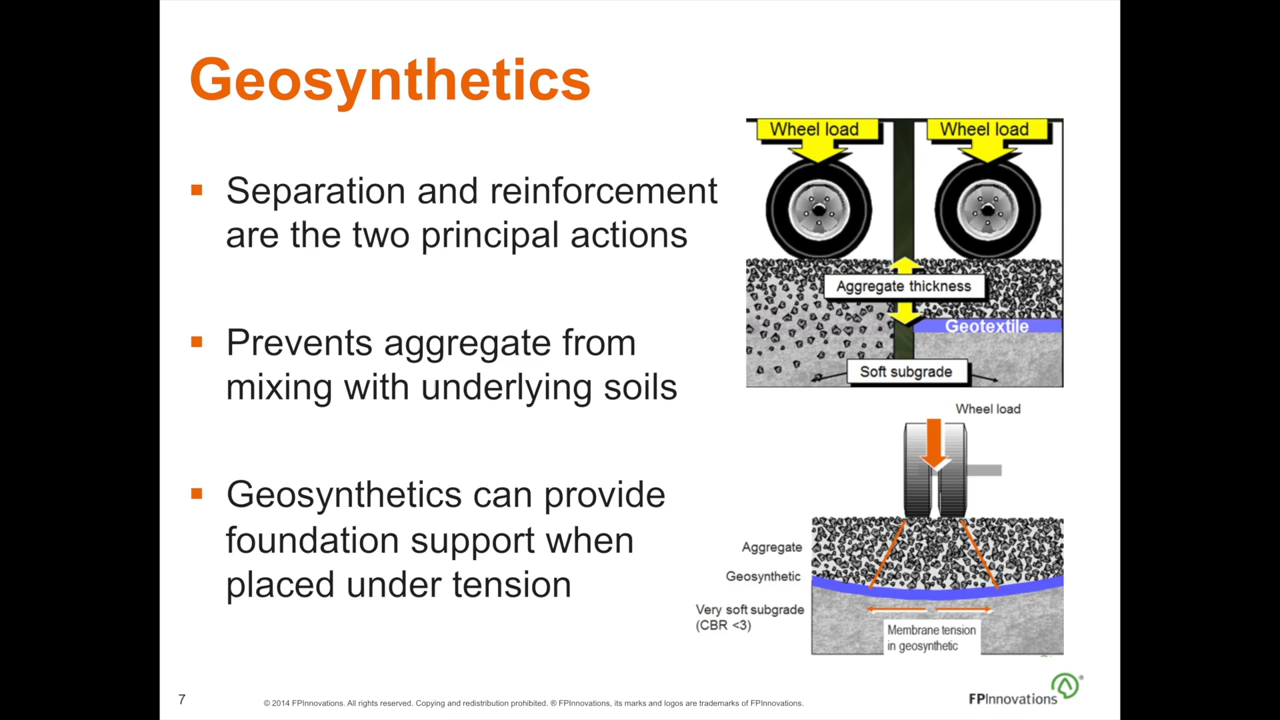 Geosynthetics
▪ Separation and reinforcement
are the two principal actions
▪ Prevents aggregate from
mixing with underlying soils
▪ Geosynthetics can provide
foundation support when
placed under tension
Wheel load
Wheel load
Aggregate thickness
Geotextile
Soft subgrade
Wheel load
Aggregate
Geosynthetic
Very soft subgrade
(CBR <3)
Membrane tension
in geosynthetic
7
© 2014 FPInnovations. All rights reserved. Copying and redistribution prohibited. ® FPInnovations, its marks and logos are trademarks of FPInnovations.
FPInnovations®